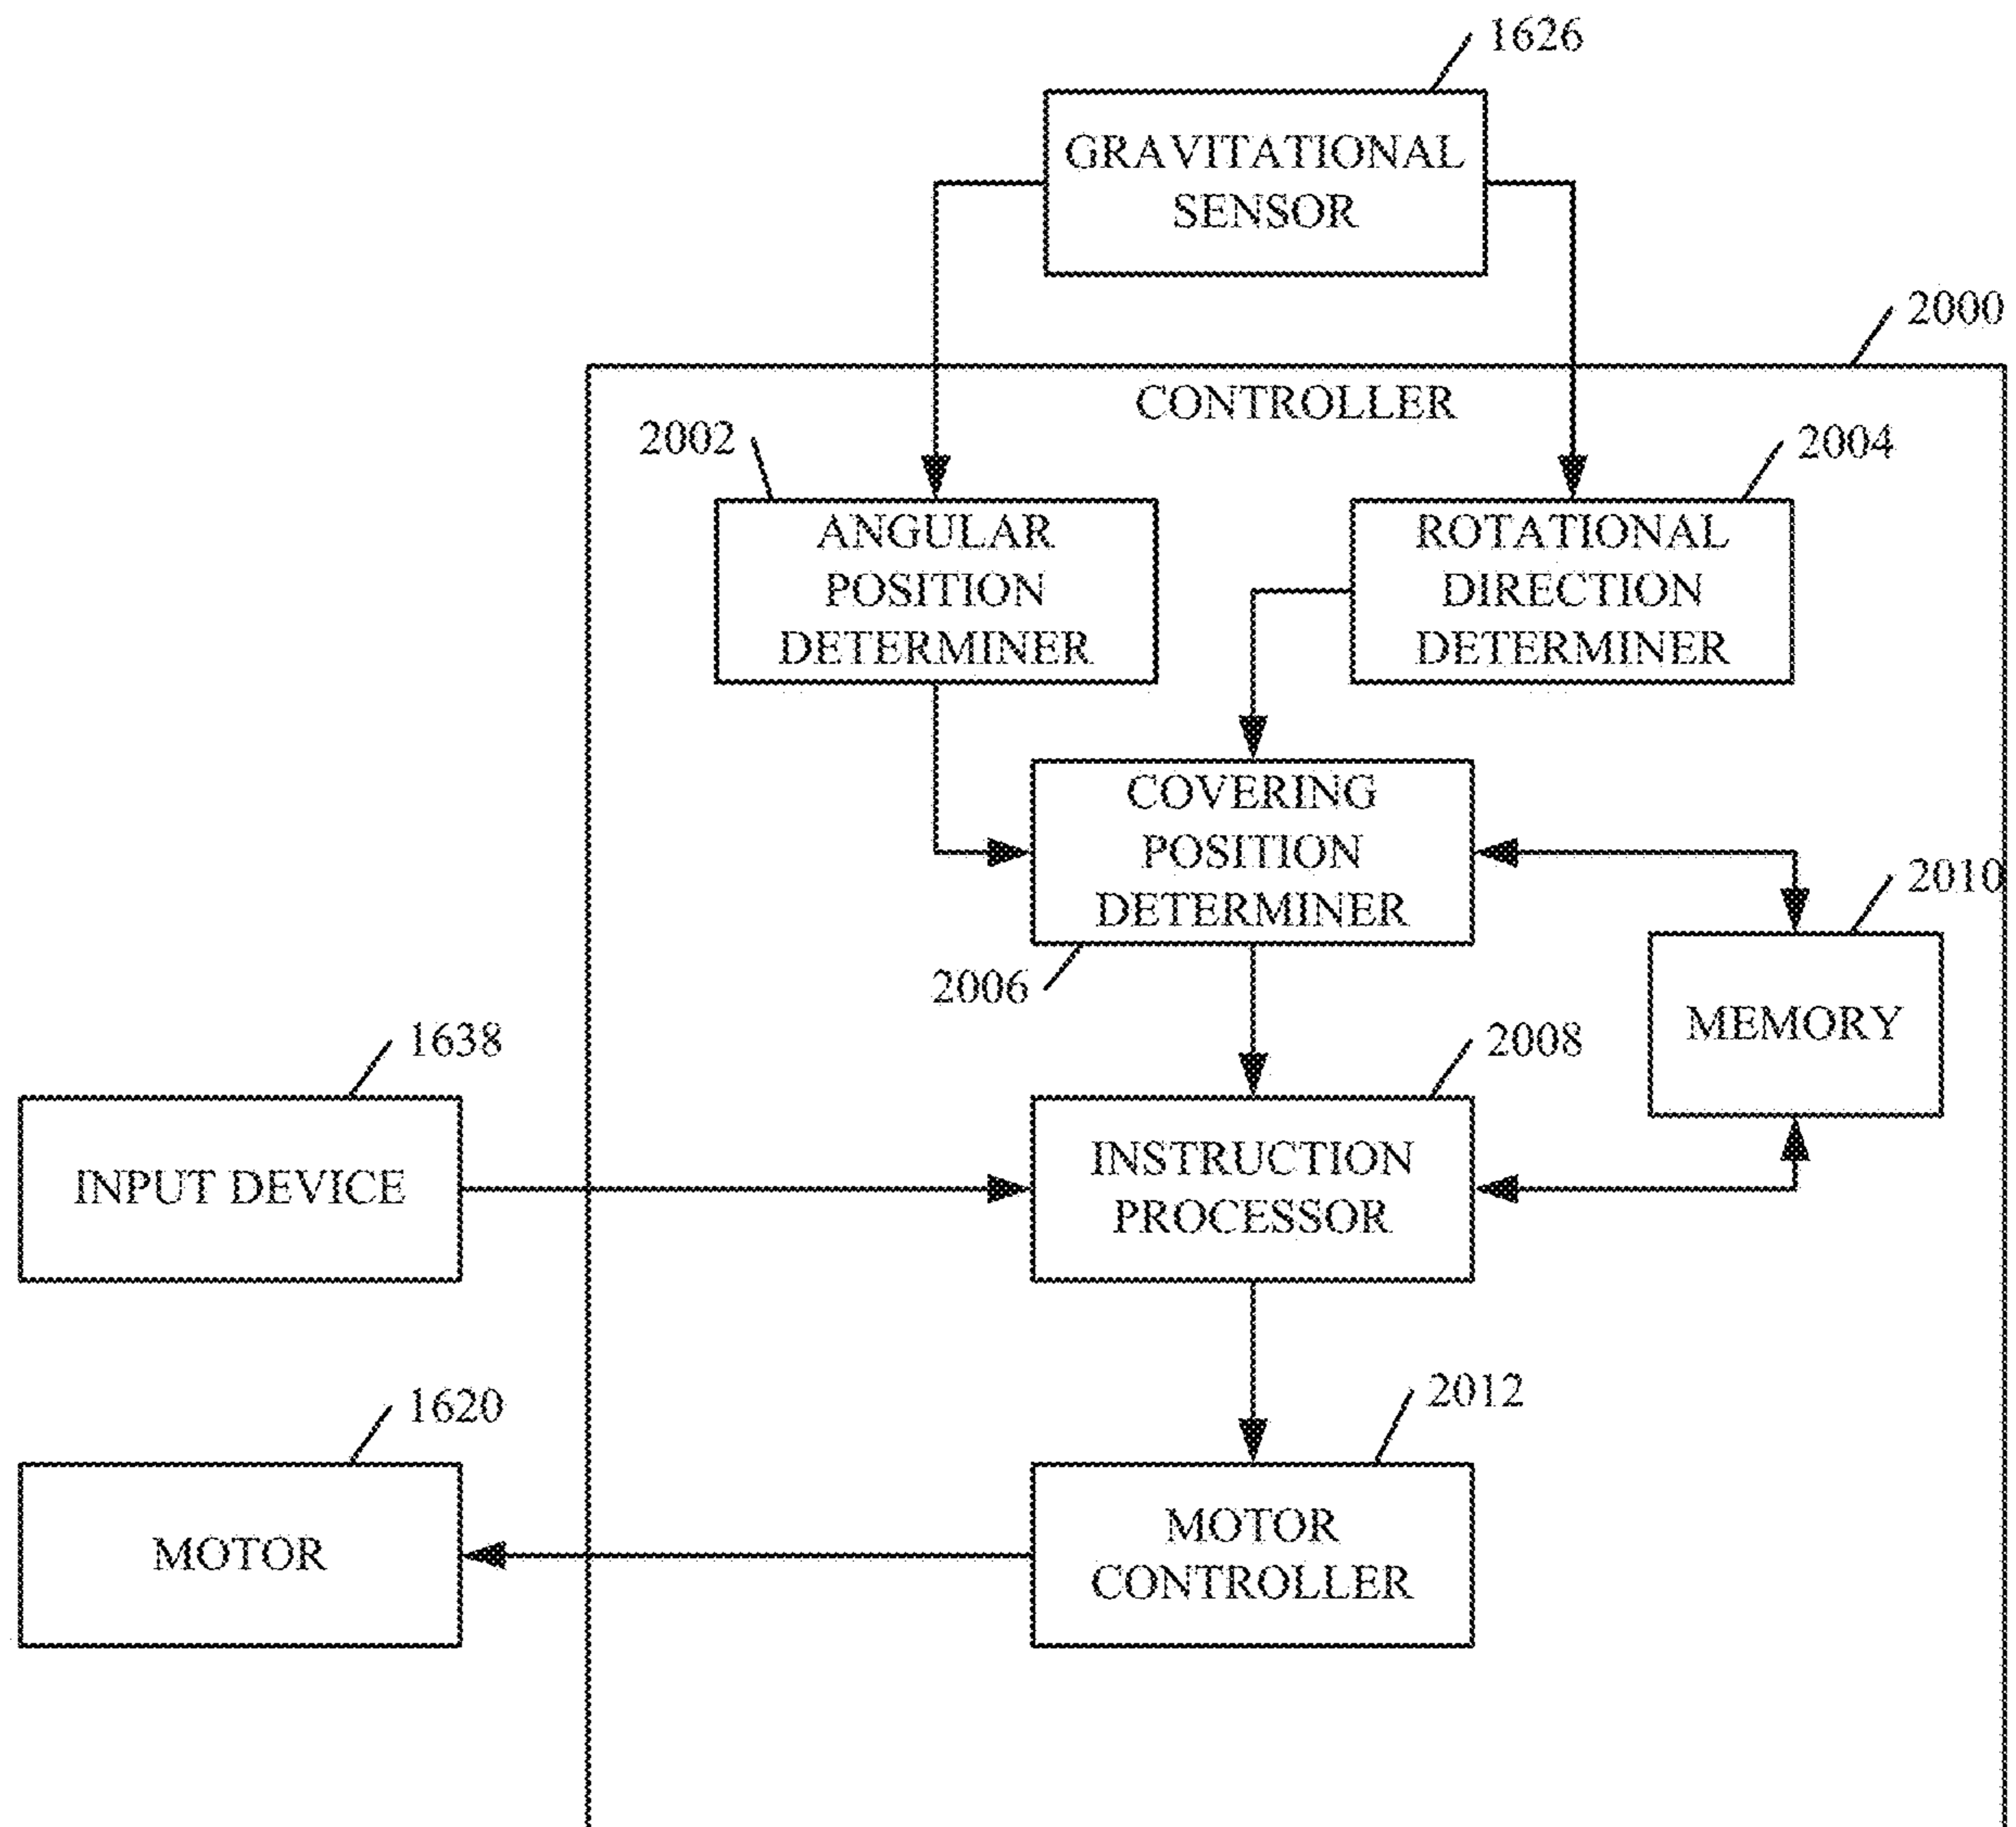 1626
GRAVITATIONAL
SENSOR
2000
CONTROLLER
2002
2004
ANGULAR
POSITION
DETERMINER
ROTATIONAL
DIRECTION
DETERMINER
COVERING
POSITION
DETERMINER
2006
2010
MEMORY
1638
2008
INPUT DEVICE
INSTRUCTION
PROCESSOR
1620
2012
MOTOR
MOTOR
CONTROLLER